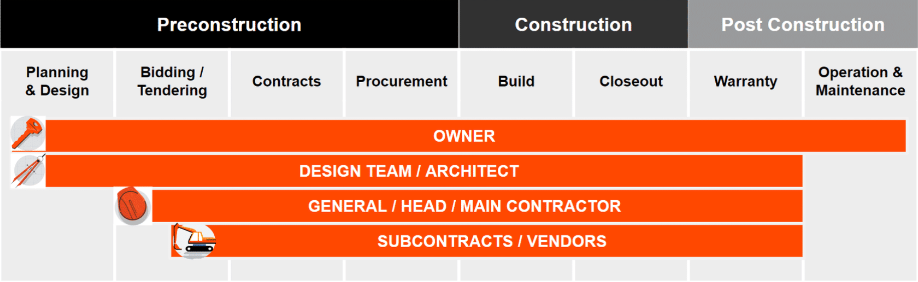 Preconstruction
Construction
Post Construction
Planning
& Design
Bidding /
Tendering
Contracts
Procurement
Build
Closeout
Warranty
Operation &
Maintenance
OWNER
DESIGN TEAM / ARCHITECT
GENERAL / HEAD / MAIN CONTRACTOR
SUBCONTRACTS / VENDORS